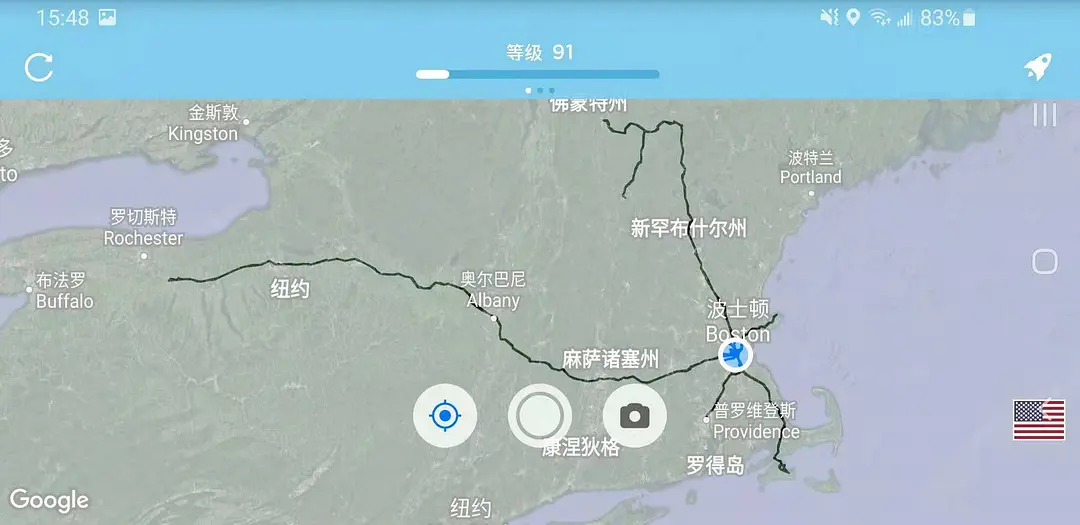 15:48
83%
等级 91
佛蒙特州
金斯敦
Kingston
多
to
波特兰
Portland
罗切斯特
Rochester
新罕布什尔州
布法罗
Buffalo
纽约
奥尔巴尼
Albany
波士顿
Boston
麻萨诸塞州
普罗维登斯
Providence
康涅狄格
罗得岛
Google
纽约